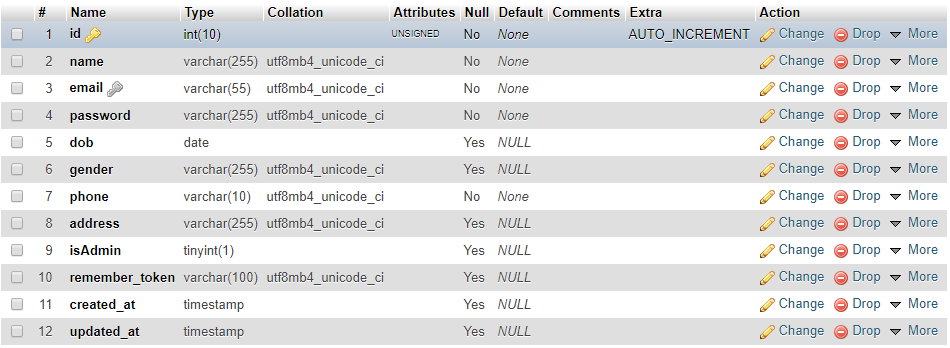 # Name Type Collation Attributes Null Default Comments Extra Action
1 id int(10) UNSIGNED No None AUTO_INCREMENT Change Drop More
2 name varchar(255) utf8mb4_unicode_ci No None Change Drop More
3 email varchar(55) utf8mb4_unicode_ci No None Change Drop More
4 password varchar(255) utf8mb4_unicode_ci No None Change Drop More
5 dob date Yes NULL Change Drop More
6 gender varchar(255) utf8mb4_unicode_ci Yes NULL Change Drop More
7 phone varchar(10) utf8mb4_unicode_ci No None Change Drop More
8 address varchar(255) utf8mb4_unicode_ci Yes NULL Change Drop More
9 isAdmin tinyint(1) Yes NULL Change Drop More
10 remember_token varchar(100) utf8mb4_unicode_ci Yes NULL Change Drop More
11 created_at timestamp Yes NULL Change Drop More
12 updated_at timestamp Yes NULL Change Drop More